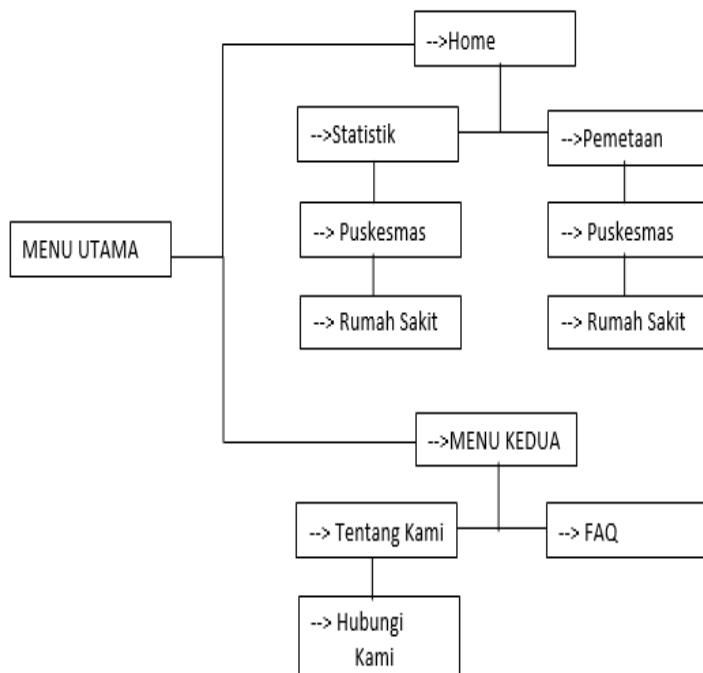 -->Home
-->Statistik
-->Pemetaan
--> Puskesmas
--> Puskesmas
MENU UTAMA
--> Rumah Sakit
--> Rumah Sakit
-->MENU KEDUA
--> Tentang Kami
--> FAQ
--> Hubungi
Kami